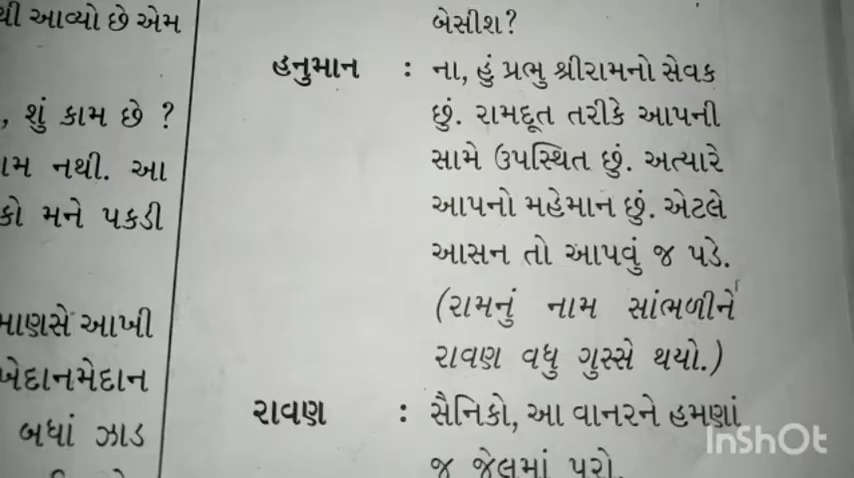 થી આવ્યો છે એમ
, શું કામ છે ?
ામ નથી. આ
કો મને પકડી
માણસે આખી
ખેદાનમેદાન
બધાં ઝાડ
બેસીશ?
હનુમાન : ના, હું પ્રભુ શ્રીરામનો સેવક
છું. રામદૂત તરીકે આપની
સામે ઉપસ્થિત છું. અત્યારે
આપનો મહેમાન છું. એટલે
આસન તો આપવું જ પડે.
(રામનું નામ સાંભળીને
રાવણ વધુ ગુસ્સે થયો.)
રાવણ : સૈનિકો, આ વાનરને હમણાં
જ જેલમાં પૂરો.
InShOt